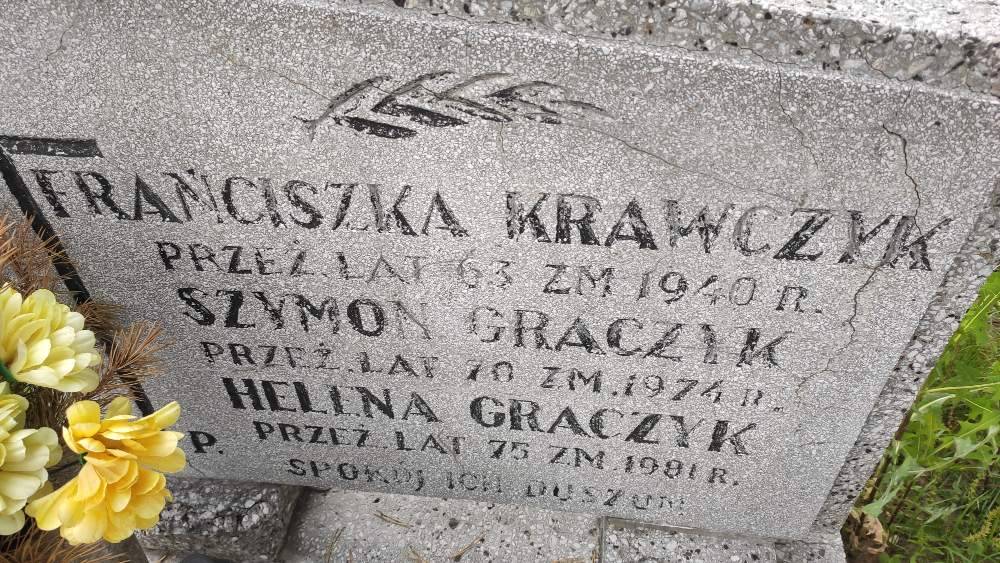 FRAŃCISZKA KRAWCZYK
PRZEŻ. LAT 63 ZM 1940 R.
SZYMON GRACZYK
PRZEŻ. LAT 70 ZM. 1974 R.
HELENA GRACZYK
PRZEŻ. LAT 75 ZM. 1981 R.
P.
SPOKÓJ ICH DUSZOM